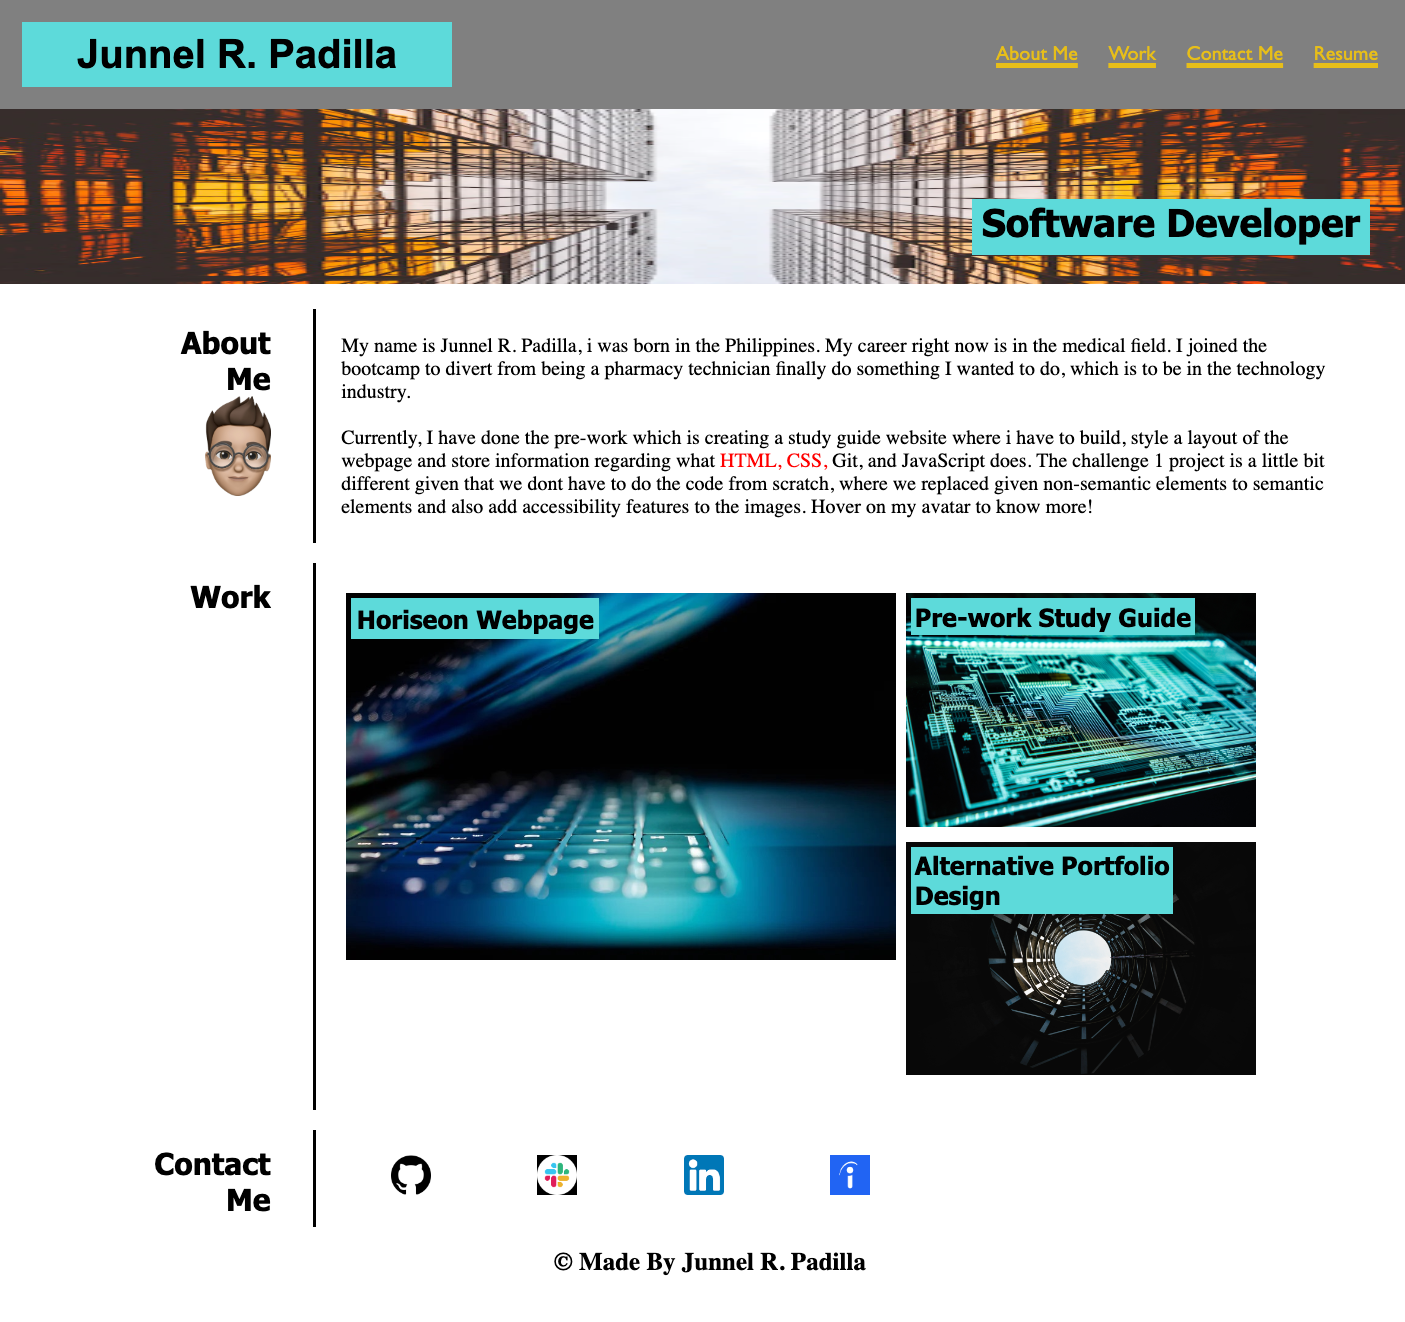 Junnel R. Padilla
About Me Work Contact Me Resume
Software Developer
About
Me
My name is Junnel R. Padilla, i was born in the Philippines. My career right now is in the medical field. I joined the
bootcamp to divert from being a pharmacy technician finally do something I wanted to do, which is to be in the technology
industry.
Currently, I have done the pre-work which is creating a study guide website where i have to build, style a layout of the
webpage and store information regarding what HTML, CSS, Git, and JavaScript does. The challenge 1 project is a little bit
different given that we dont have to do the code from scratch, where we replaced given non-semantic elements to semantic
elements and also add accessibility features to the images. Hover on my avatar to know more!
Work
Horiseon Webpage
Pre-work Study Guide
Alternative Portfolio
Design
Contact
Me
in
i
© Made By Junnel R. Padilla